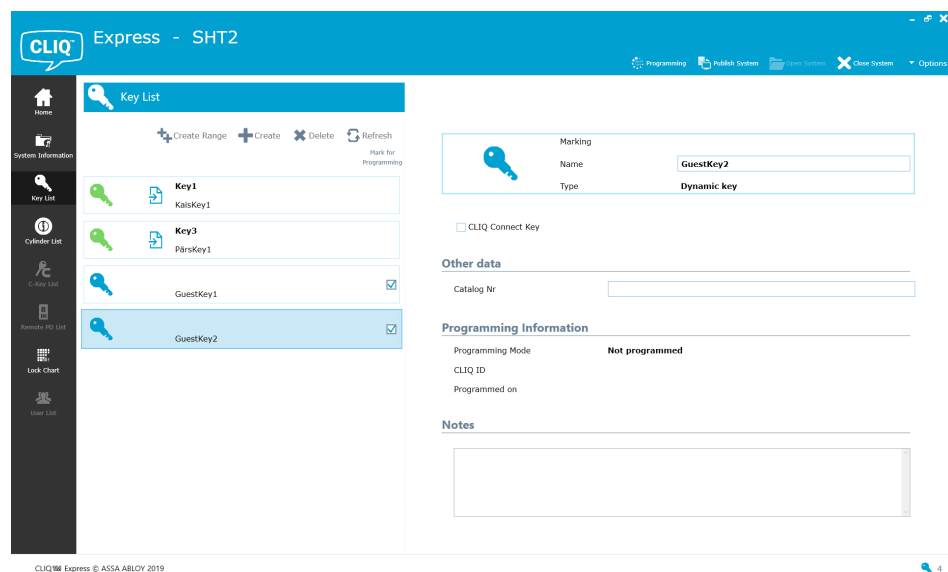 CLIQ™
Express - SHT2
Programming
Publish System
Open System
Close System
Options
Home
System Information
Key List
Cylinder List
C-Key List
Remote PD List
Lock Chart
User List
Key List
Create Range
Create
Delete
Refresh
Mark for
Programming
Key1
KaisKey1
Key3
PärsKey1
GuestKey1
GuestKey2
Marking
Name GuestKey2
Type Dynamic key
CLIQ Connect Key
Other data
Catalog Nr
Programming Information
Programming Mode Not programmed
CLIQ ID
Programmed on
Notes
Express © ASSA ABLOY 2019
4